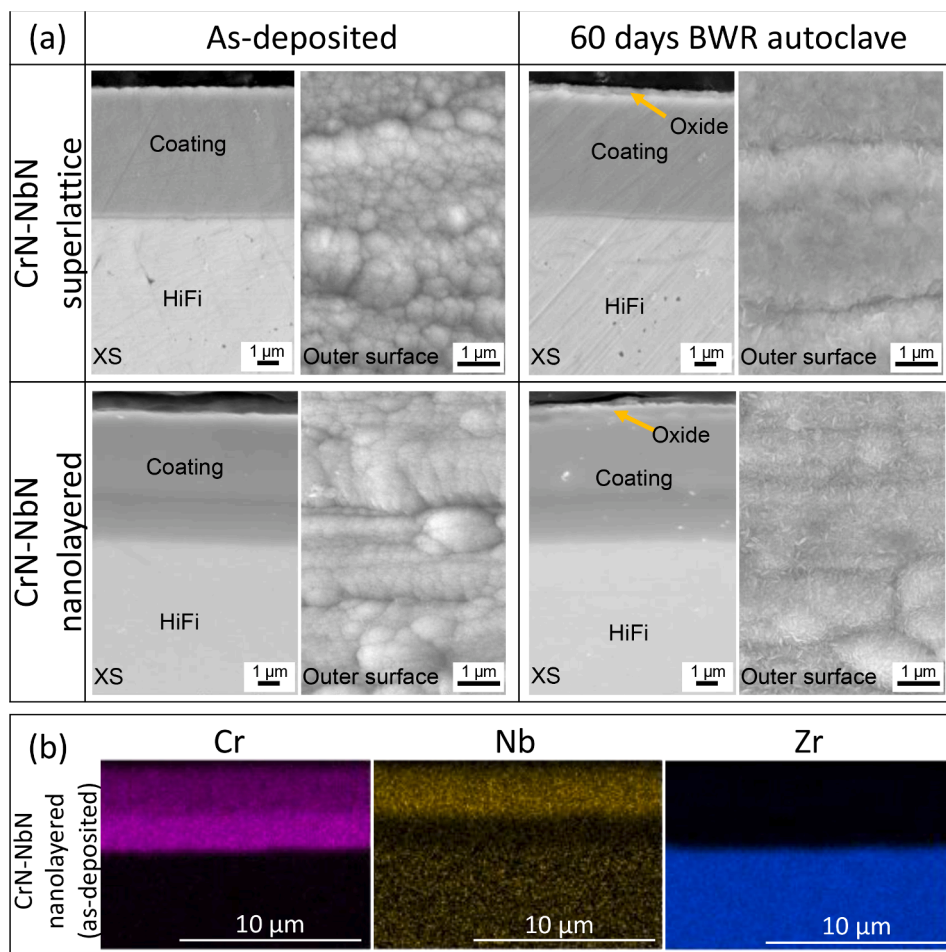 (a)
As-deposited
60 days BWR autoclave
CrN-NbN
superlattice
Coating
HiFi
XS
1 µm
Outer surface
1 µm
Oxide
Coating
HiFi
XS
1 µm
Outer surface
1 µm
CrN-NbN
nanolayered
Coating
HiFi
XS
1 µm
Outer surface
1 µm
Oxide
Coating
HiFi
XS
1 µm
Outer surface
1 µm
(b)
Cr
Nb
Zr
CrN-NbN
nanolayered
(as-deposited)
10 µm
10 µm
10 µm